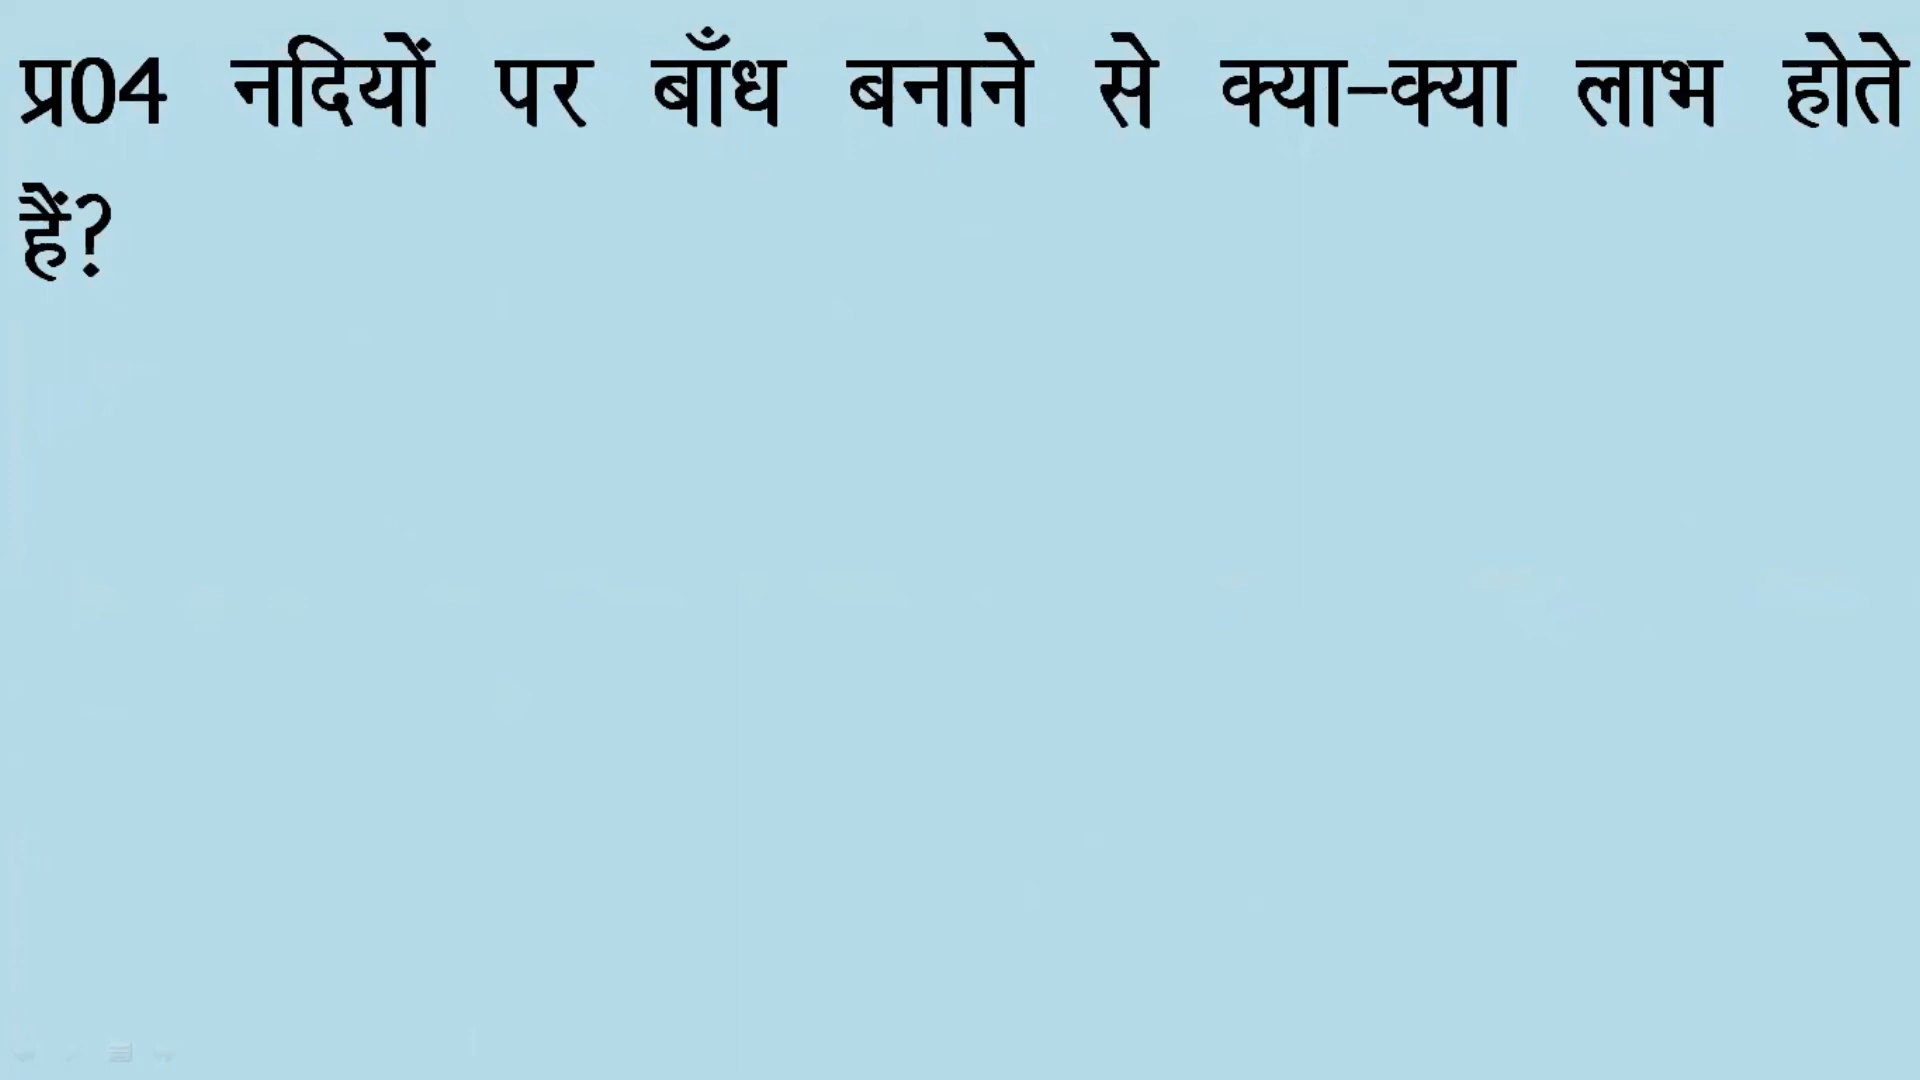 प्र04 नदियों पर बाँध बनाने से क्या-क्या लाभ होते
हैं?